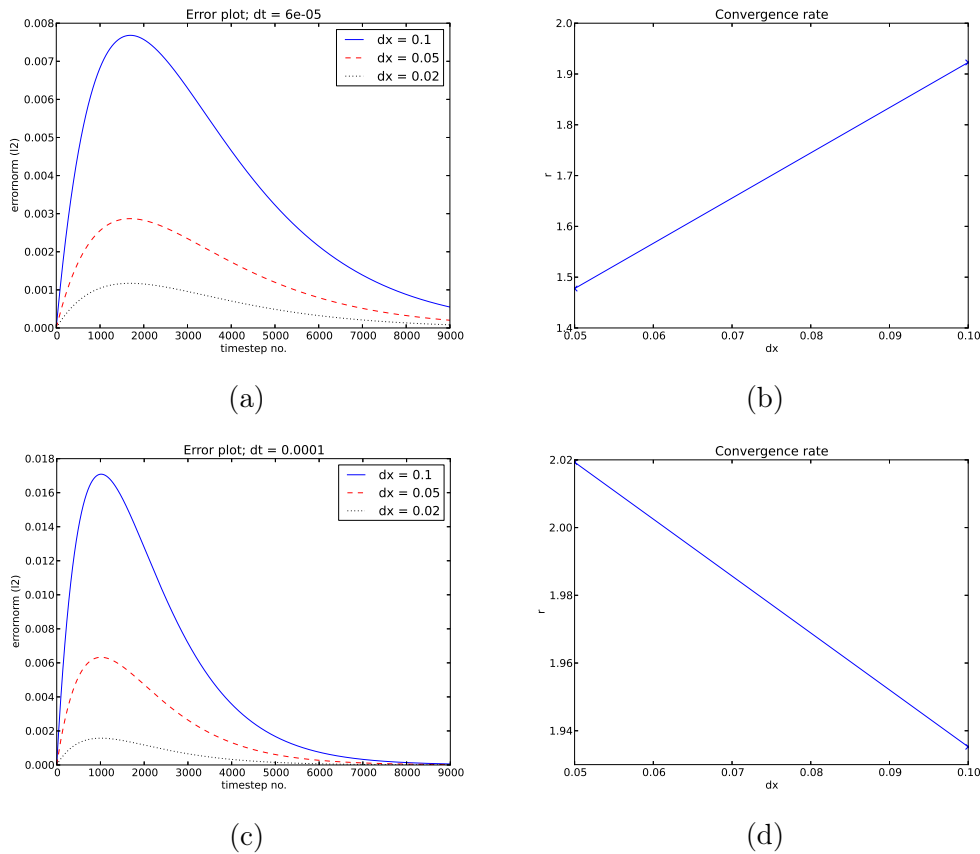 Error plot; dt = 6e-05
0.008
0.007
0.006
0.005
0.004
0.003
0.002
0.001
0.000
errornorm (l2)
0 1000 2000 3000 4000 5000 6000 7000 8000 9000
timestep no.
dx = 0.1
dx = 0.05
dx = 0.02
(a)
Convergence rate
2.0
1.9
1.8
1.7
1.6
1.5
1.4
r
0.05 0.06 0.07 0.08 0.09 0.10
dx
(b)
Error plot; dt = 0.0001
0.018
0.016
0.014
0.012
0.010
0.008
0.006
0.004
0.002
0.000
errornorm (l2)
0 1000 2000 3000 4000 5000 6000 7000 8000 9000
timestep no.
dx = 0.1
dx = 0.05
dx = 0.02
(c)
Convergence rate
2.02
2.00
1.98
1.96
1.94
r
0.05 0.06 0.07 0.08 0.09 0.10
dx
(d)